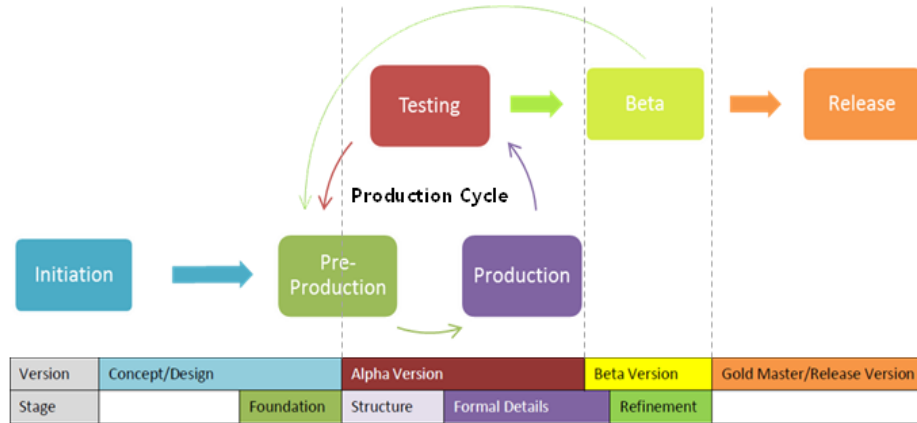 Testing
Beta
Release
Production Cycle
Initiation
Pre-
Production
Production
Version
Concept/Design
Alpha Version
Beta Version
Gold Master/Release Version
Stage
Foundation
Structure
Formal Details
Refinement